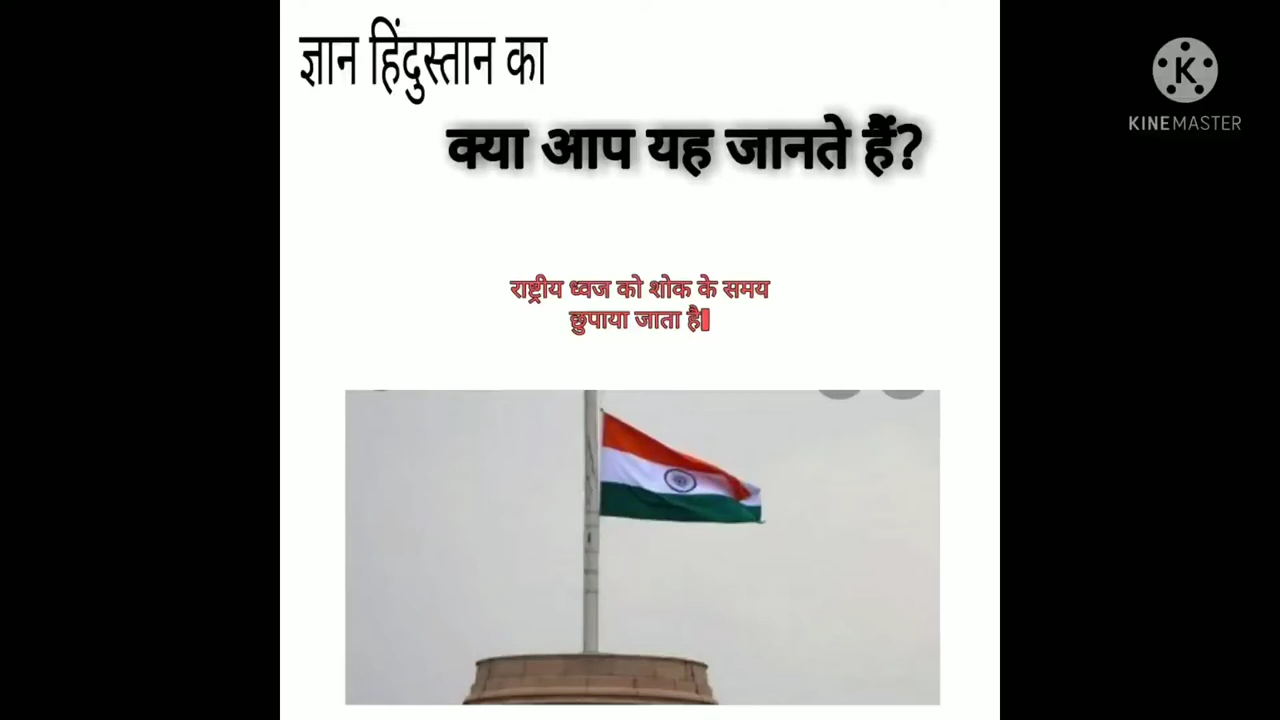 ज्ञान हिंदुस्तान का
क्या आप यह जानते हैं?
राष्ट्रीय ध्वज को शोक के समय
छुपाया जाता है
K
KINEMASTER